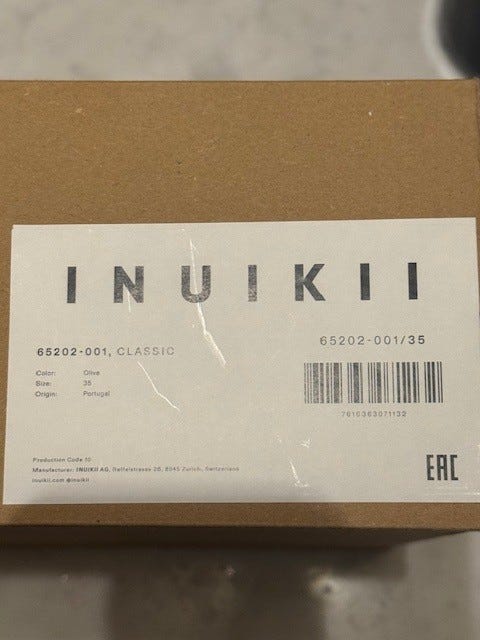 INUIKII
65202-001, CLASSIC
Color: Olive
Size: 35
Origin: Portugal
65202-001/35
7616363071132
Production Code 10
Manufacturer: INUIKII AG, Raffelstrasse 28, 8045 Zurich, Switzerland
inuikii.com @inuikii
EAC